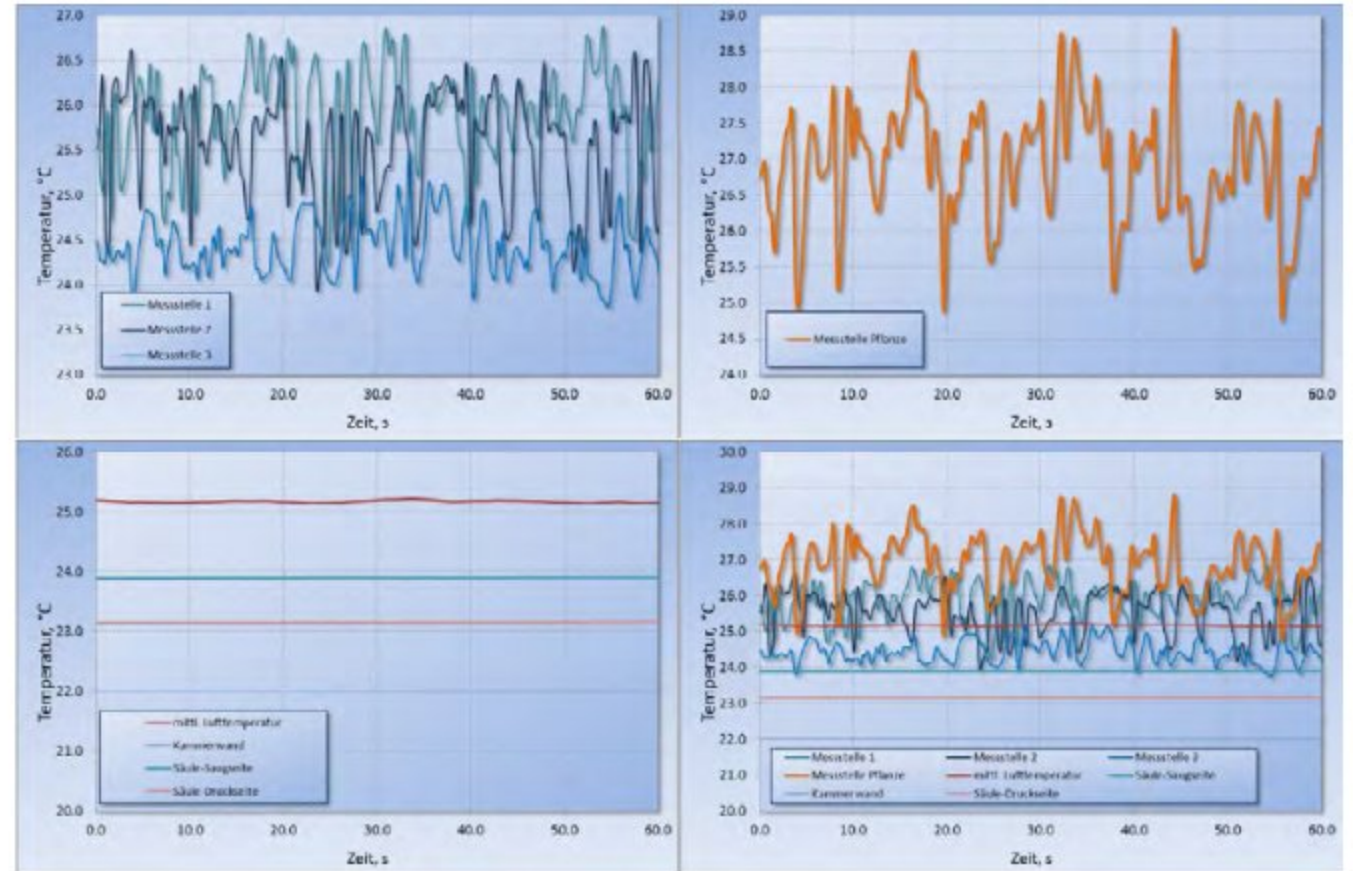 27.0
26.5
26.0
25.5
25.0
24.5
24.0
23.5
23.0
Temperatur, °C
Messstelle 1
Messstelle 2
Messstelle 3
0.0 10.0 20.0 30.0 40.0 50.0 60.0
Zeit, s
29.0
28.5
28.0
27.5
27.0
26.5
26.0
25.5
25.0
24.5
24.0
Temperatur, °C
Messtelle Pflanze
0.0 10.0 20.0 30.0 40.0 50.0 60.0
Zeit, s
26.0
25.0
24.0
23.0
22.0
21.0
20.0
Temperatur, °C
mittl. Lufttemperatur
Kammerwand
Säule-Saugseite
Säule-Druckseite
0.0 10.0 20.0 30.0 40.0 50.0 60.0
Zeit, s
30.0
29.0
28.0
27.0
26.0
25.0
24.0
23.0
22.0
21.0
20.0
Temperatur, °C
Messstelle 1 Messstelle 2 Messstelle 3
Messstelle Pflanze mittl. Lufttemperatur Säule-Saugseite
Kammerwand Säule-Druckseite
0.0 10.0 20.0 30.0 40.0 50.0 60.0
Zeit, s